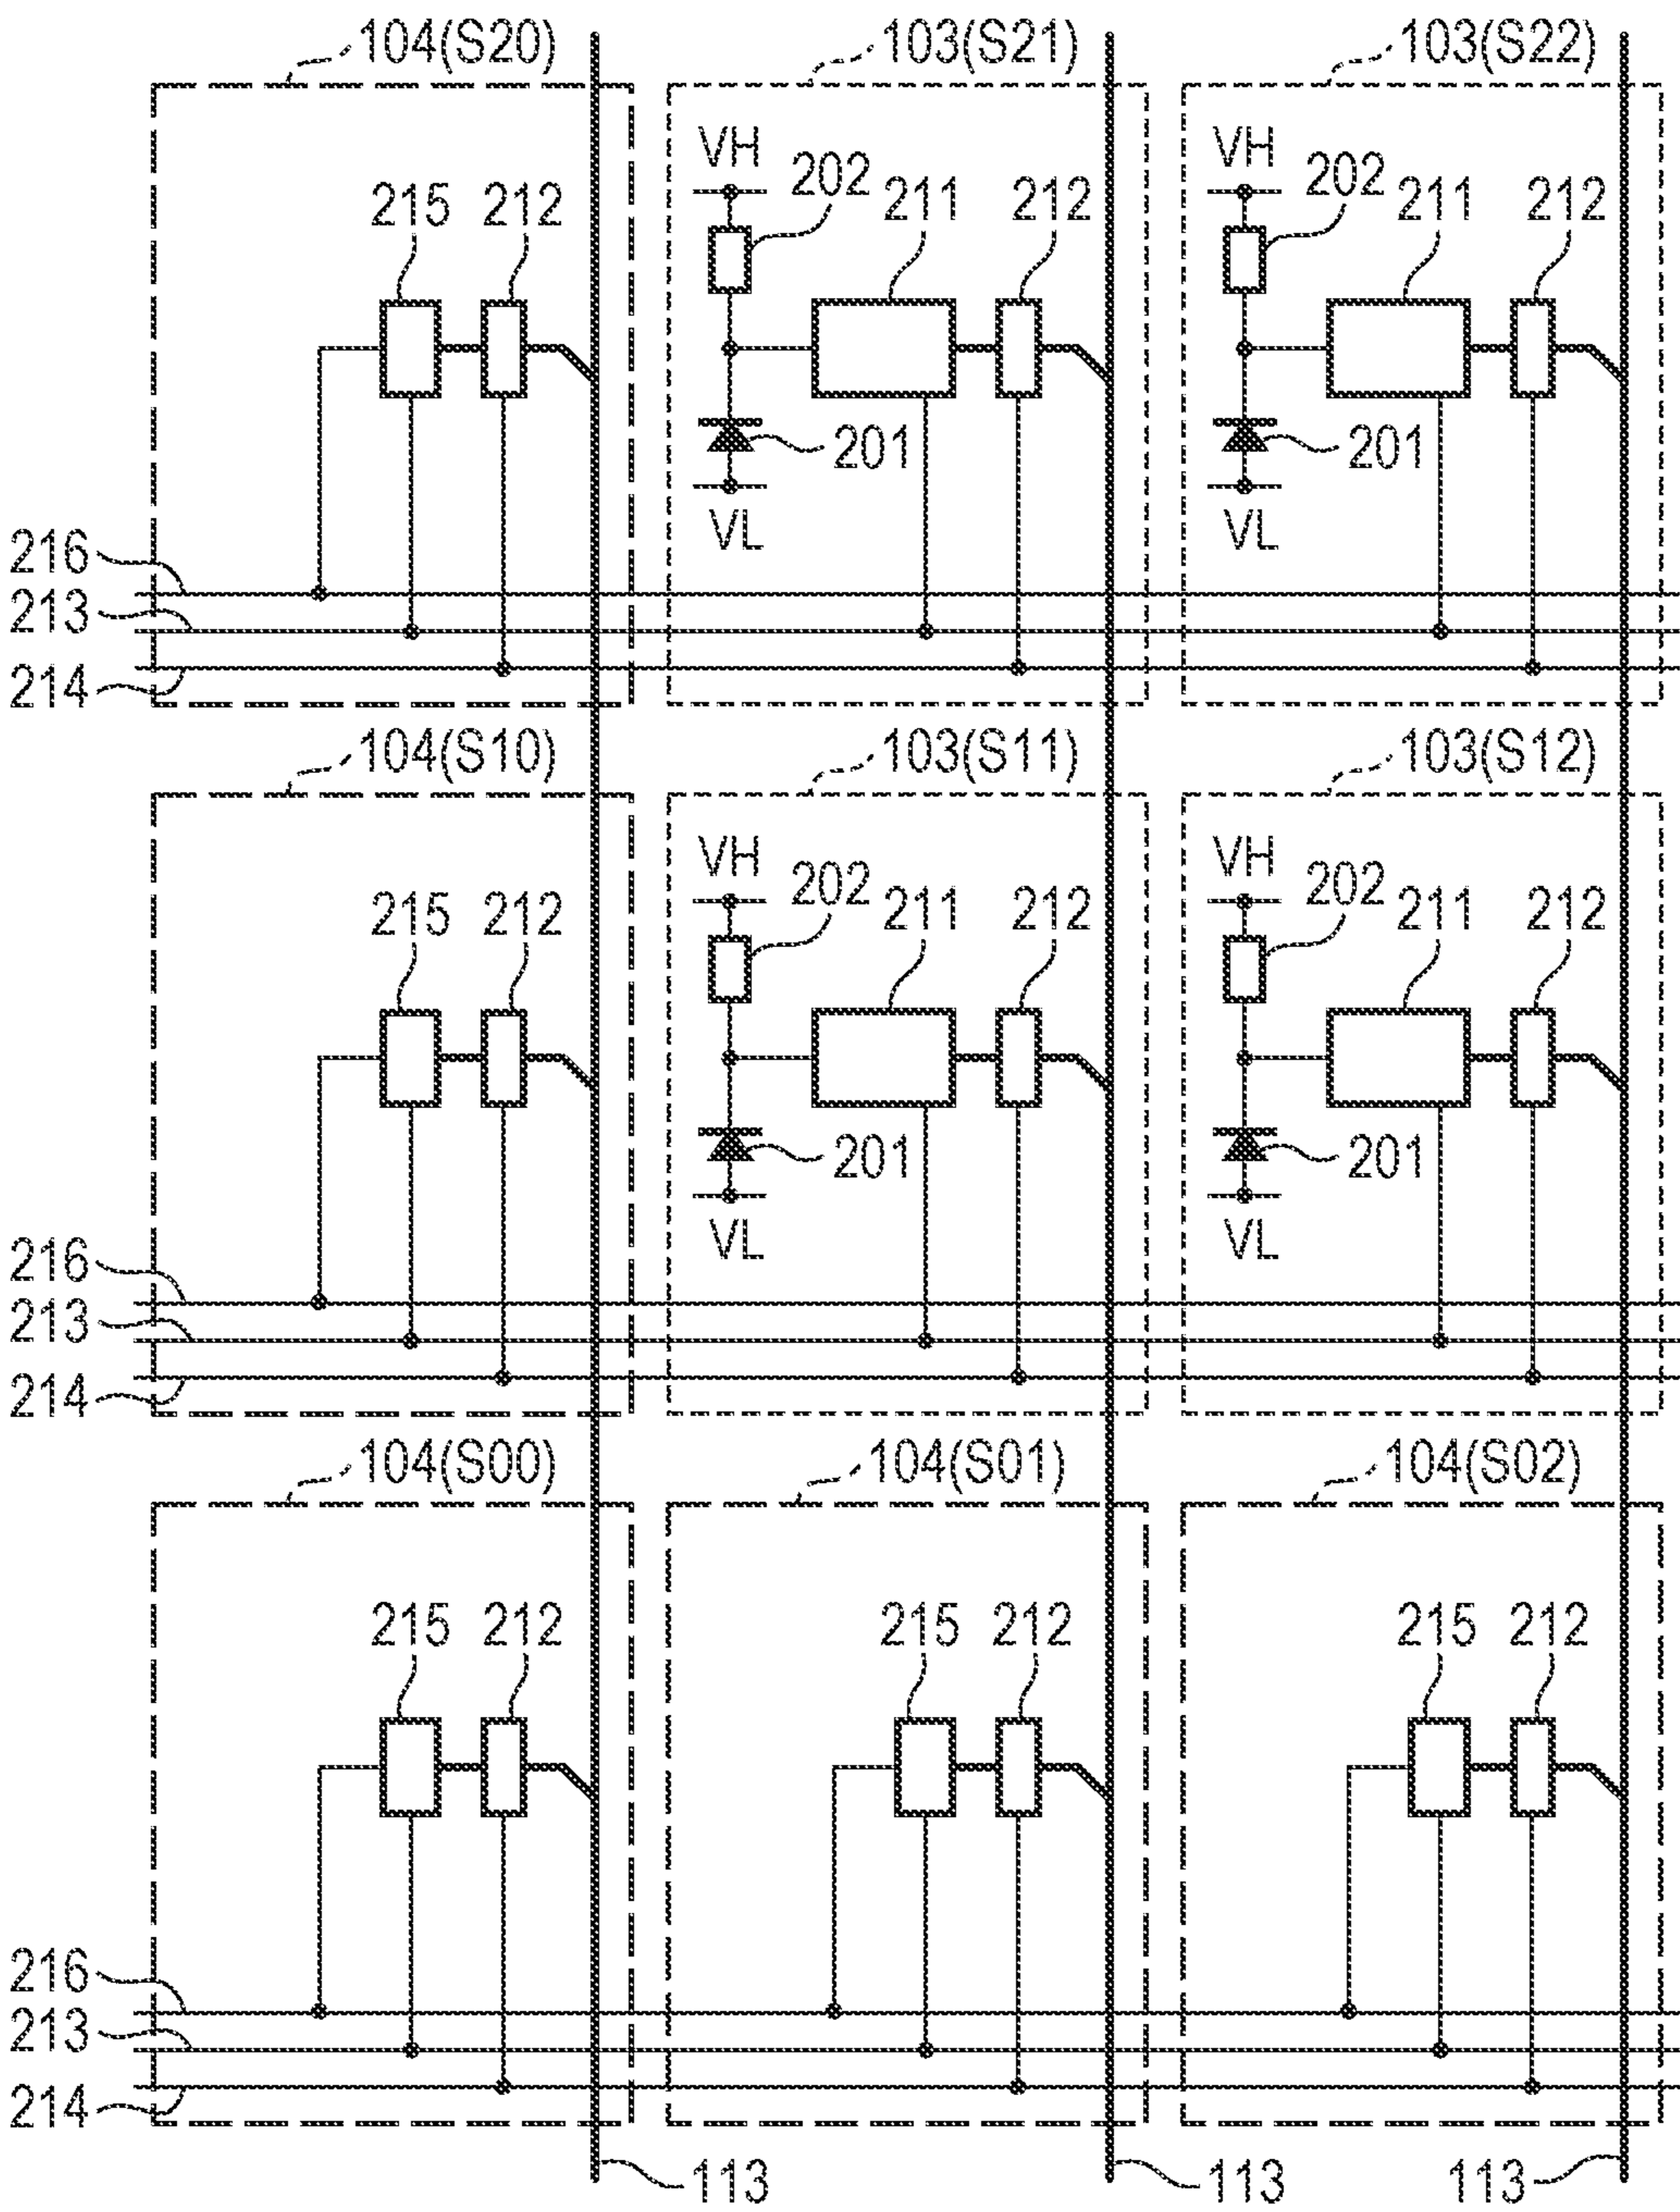 104(S20) 103(S21) 103(S22)
VH VH
202 202
215 212 211 212 211 212
201 201
VL VL
216
213
214
104(S10) 103(S11) 103(S12)
VH VH
202 202
215 212 211 212 211 212
201 201
VL VL
216
213
214
104(S00) 104(S01) 104(S02)
215 212 215 212 215 212
216
213
214
113 113 113